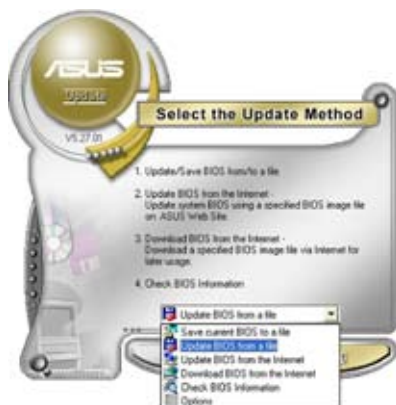 ASUS
Update
V5.27.01
Select the Update Method
1. Update/Save BIOS from/to a file
2. Update BIOS from the Internet -
Update system BIOS using a specified BIOS image file
on ASUS Web Site.
3. Download BIOS from the Internet -
Download a specified BIOS image file via Internet for
later usage.
4. Check BIOS Information
Update BIOS from a file
Save current BIOS to a file
Update BIOS from a file
Update BIOS from the Internet
Download BIOS from the Internet
Check BIOS Information
Options